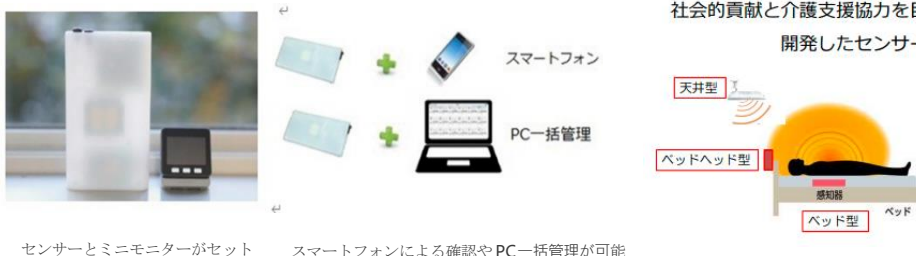 スマートフォン
PC一括管理
センサーとミニモニターがセット
スマートフォンによる確認やPC一括管理が可能
社会的貢献と介護支援協力を
開発したセンサ
天井型
ベッドヘッド型
感知器
ベッド
ベッド型